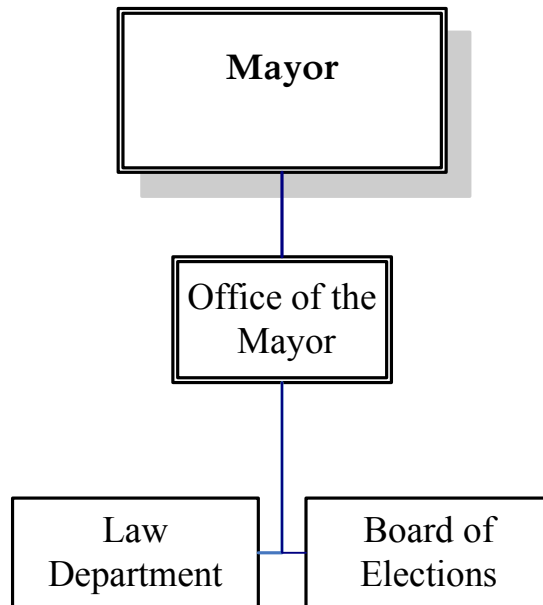 Mayor
Office of the
Mayor
Law
Department
Board of
Elections